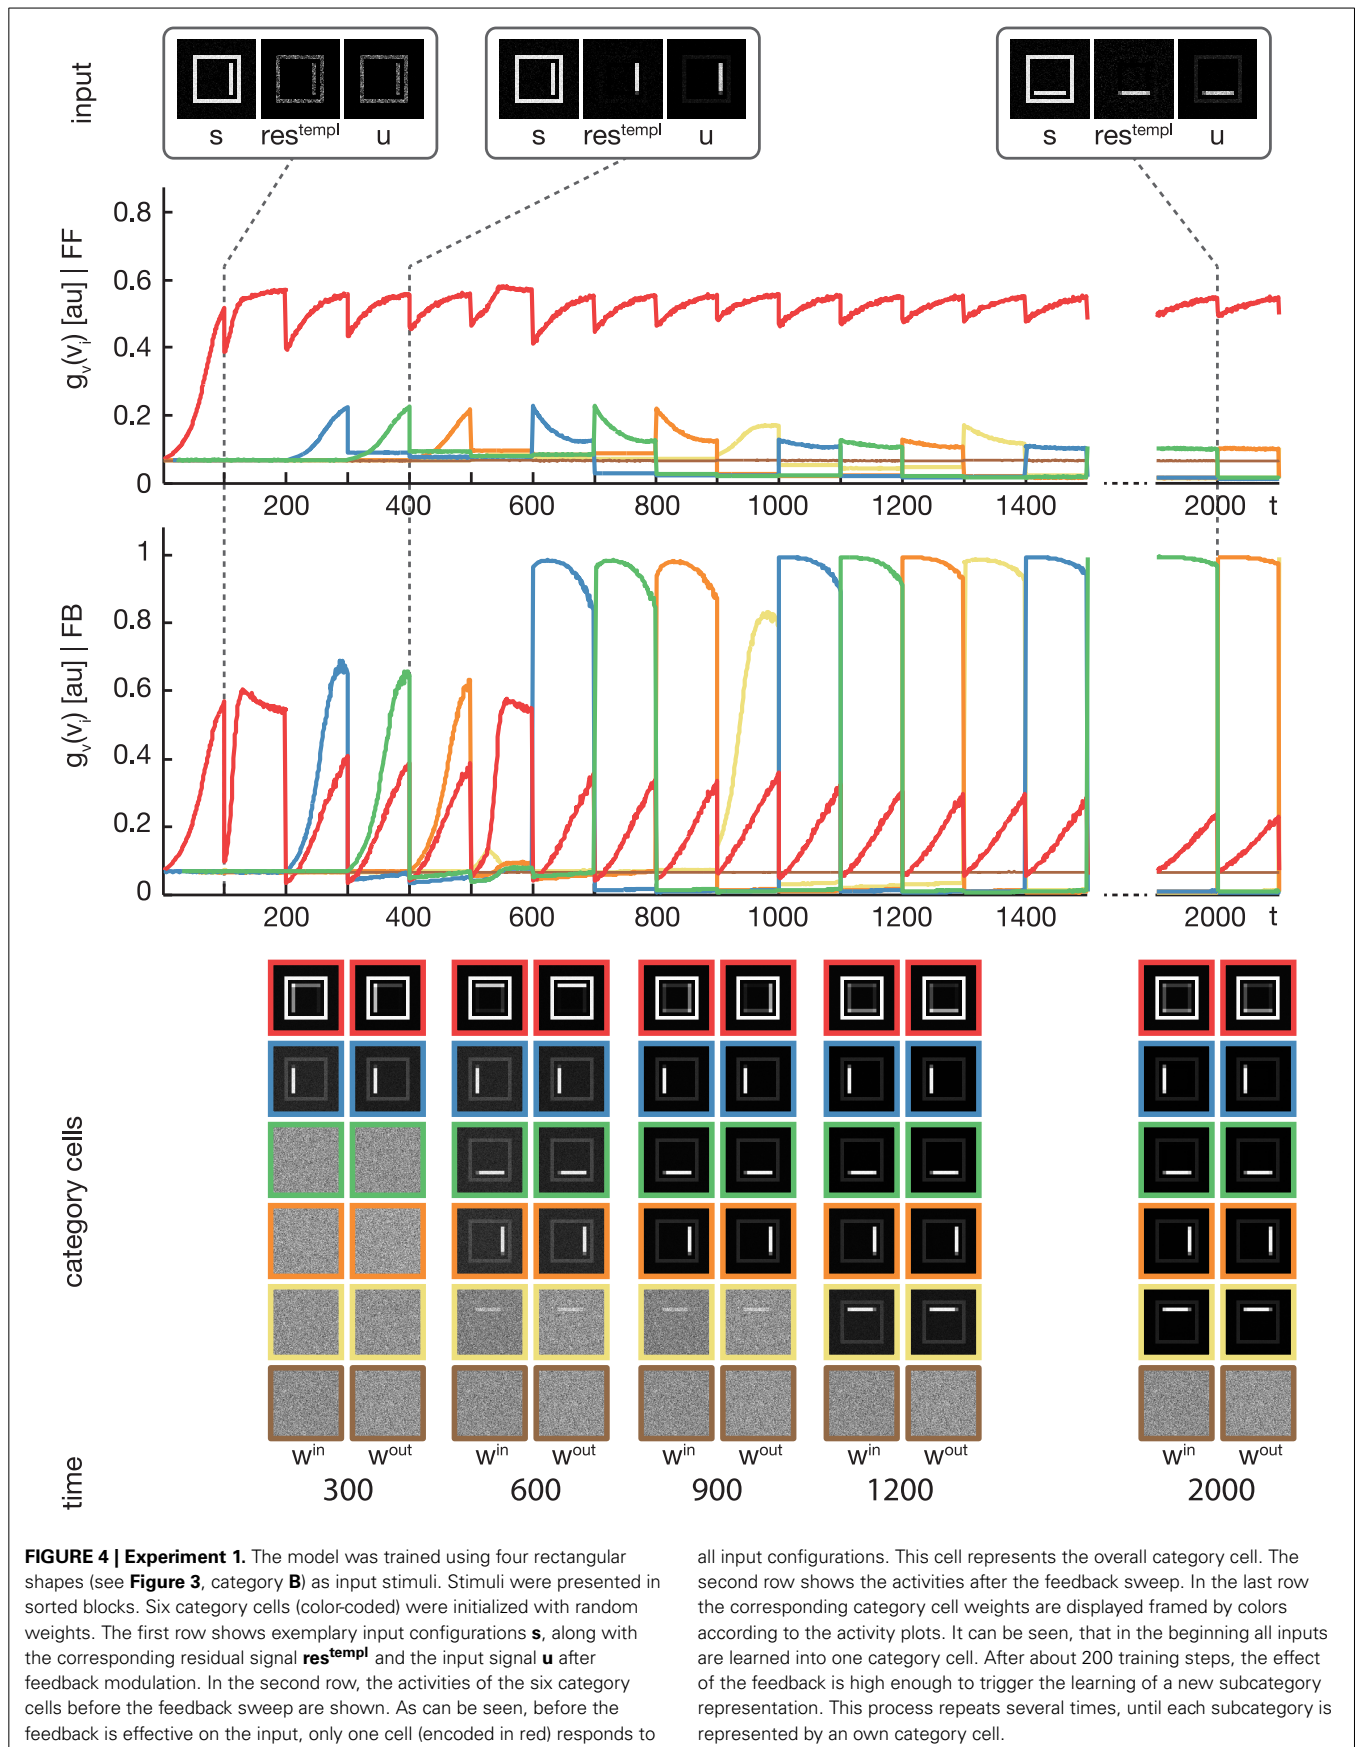 input
s res^templ u
s res^templ u
s res^templ u
g_v(v_i) [au] | FF
0.8
0.6
0.4
0.2
0
200 400 600 800 1000 1200 1400 2000 t
g_v(v_i) [au] | FB
1
0.8
0.6
0.4
0.2
0
200 400 600 800 1000 1200 1400 2000 t
category cells
w^in w^out w^in w^out w^in w^out w^in w^out w^in w^out
time
300 600 900 1200 2000
FIGURE 4 | Experiment 1. The model was trained using four rectangular
shapes (see Figure 3, category B) as input stimuli. Stimuli were presented in
sorted blocks. Six category cells (color-coded) were initialized with random
weights. The first row shows exemplary input configurations s, along with
the corresponding residual signal res^templ and the input signal u after
feedback modulation. In the second row, the activities of the six category
cells before the feedback sweep are shown. As can be seen, before the
feedback is effective on the input, only one cell (encoded in red) responds to
all input configurations. This cell represents the overall category cell. The
second row shows the activities after the feedback sweep. In the last row
the corresponding category cell weights are displayed framed by colors
according to the activity plots. It can be seen, that in the beginning all inputs
are learned into one category cell. After about 200 training steps, the effect
of the feedback is high enough to trigger the learning of a new subcategory
representation. This process repeats several times, until each subcategory is
represented by an own category cell.